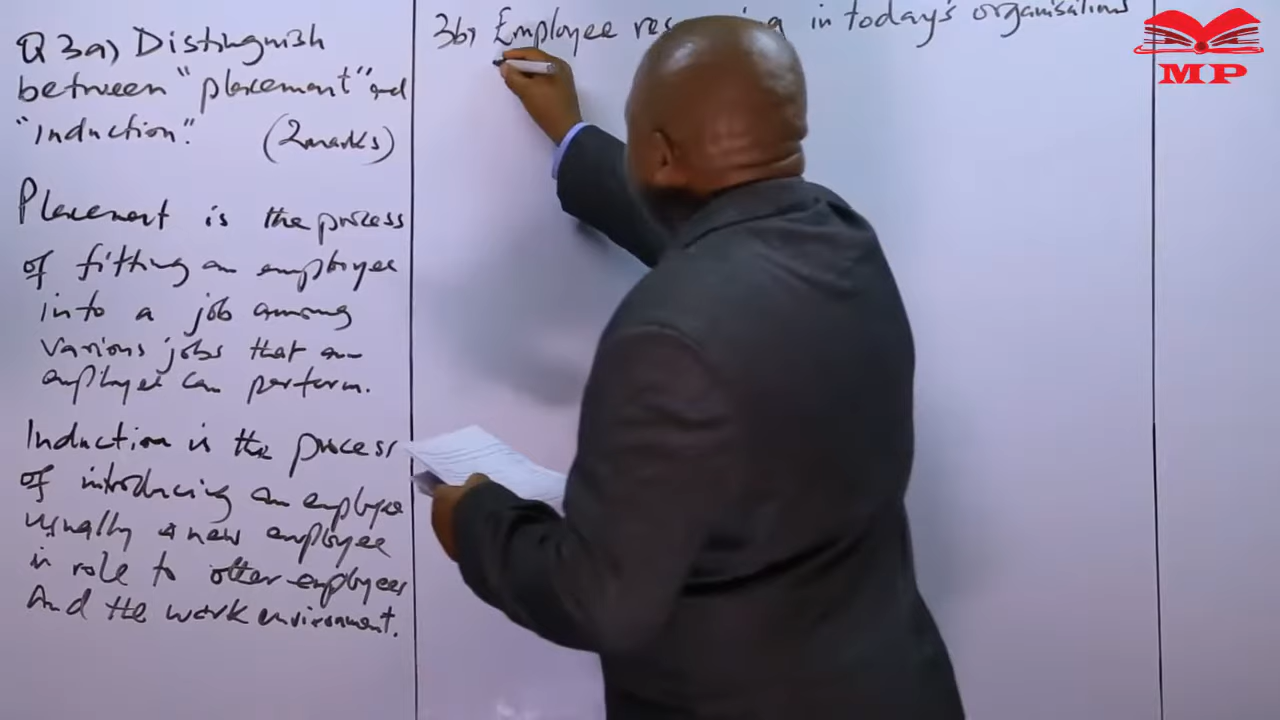 Q 3a) Distinguish
between "placement" and
"induction". (2marks)
Placement is the process
of fitting an employee
into a job among
various jobs that an
employee can perform.
Induction is the process
of introducing an employee
usually a new employee
in role to other employees
And the work environment.
3b) Employee in today's organisations
MP